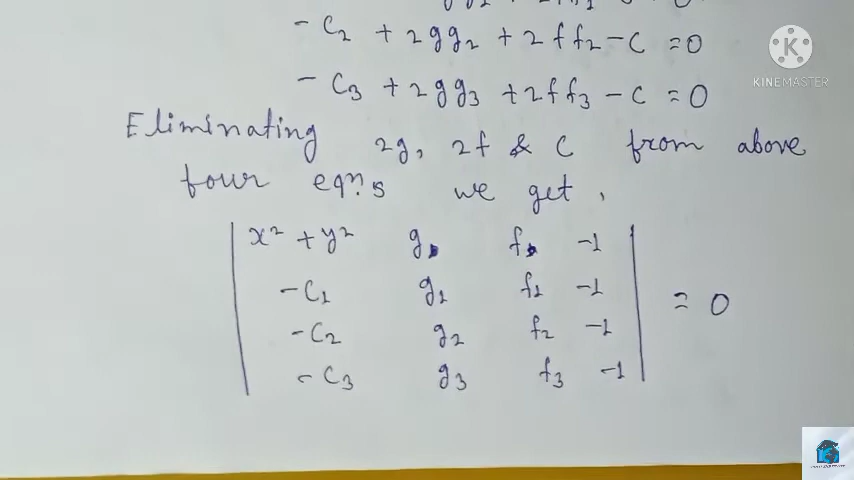 - C2 + 2gg2 + 2ff2 - C = 0
- C3 + 2gg3 + 2ff3 - C = 0
Eliminating 2g, 2f & C from above
four eqn.s we get,
x² + y² g f -1
-C1 g1 f1 -1
-C2 g2 f2 -1 = 0
-C3 g3 f3 -1
KINEMASTER